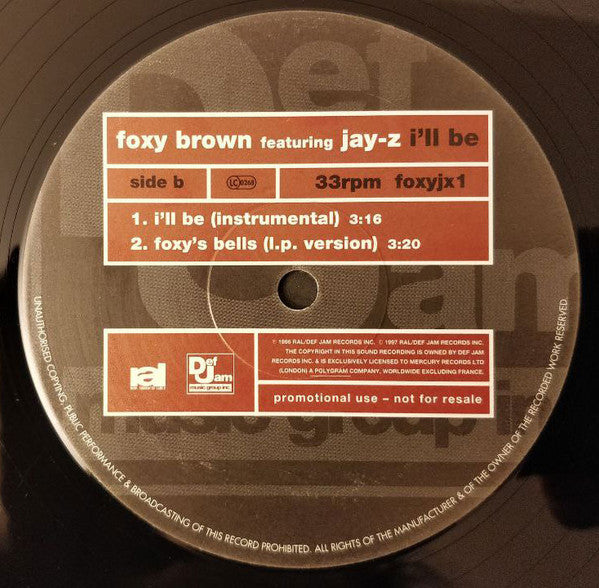 foxy brown featuring jay-z i'll be
side b
LC 0268
33rpm foxyjx1
1. i'll be (instrumental) 3:16
2. foxy's bells (l.p. version) 3:20
ral
Def
Jam
music group inc.
℗ 1996 RAL/DEF JAM RECORDS INC. © 1997 RAL/DEF JAM RECORDS INC.
THE COPYRIGHT IN THIS SOUND RECORDING IS OWNED BY DEF JAM
RECORDS INC. & IS EXCLUSIVELY LICENSED TO MERCURY RECORDS LTD
(LONDON) A POLYGRAM COMPANY, WORLDWIDE EXCLUDING FRANCE.
promotional use – not for resale
UNAUTHORISED COPYING, PUBLIC PERFORMANCE & BROADCASTING OF THIS RECORD PROHIBITED. ALL RIGHTS OF THE MANUFACTURER & OF THE OWNER OF THE RECORDED WORK RESERVED.